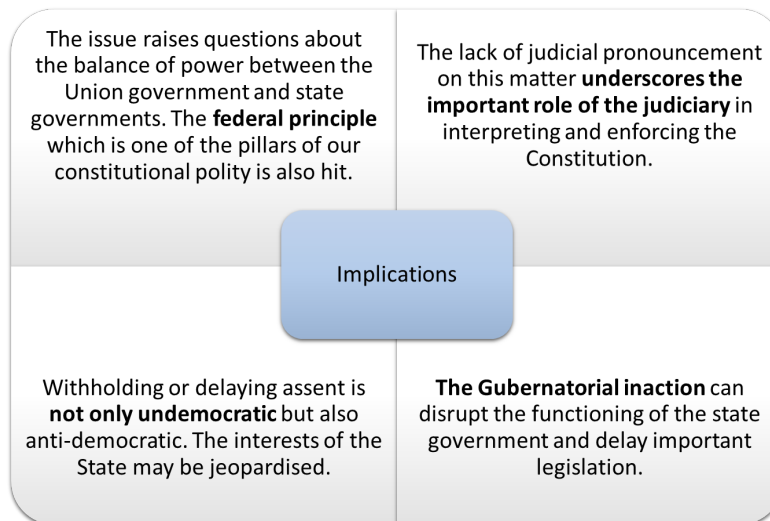 The issue raises questions about
the balance of power between the
Union government and state
governments. The federal principle
which is one of the pillars of our
constitutional polity is also hit.
The lack of judicial pronouncement
on this matter underscores the
important role of the judiciary in
interpreting and enforcing the
Constitution.
Implications
Withholding or delaying assent is
not only undemocratic but also
anti-democratic. The interests of the
State may be jeopardised.
The Gubernatorial inaction can
disrupt the functioning of the state
government and delay important
legislation.